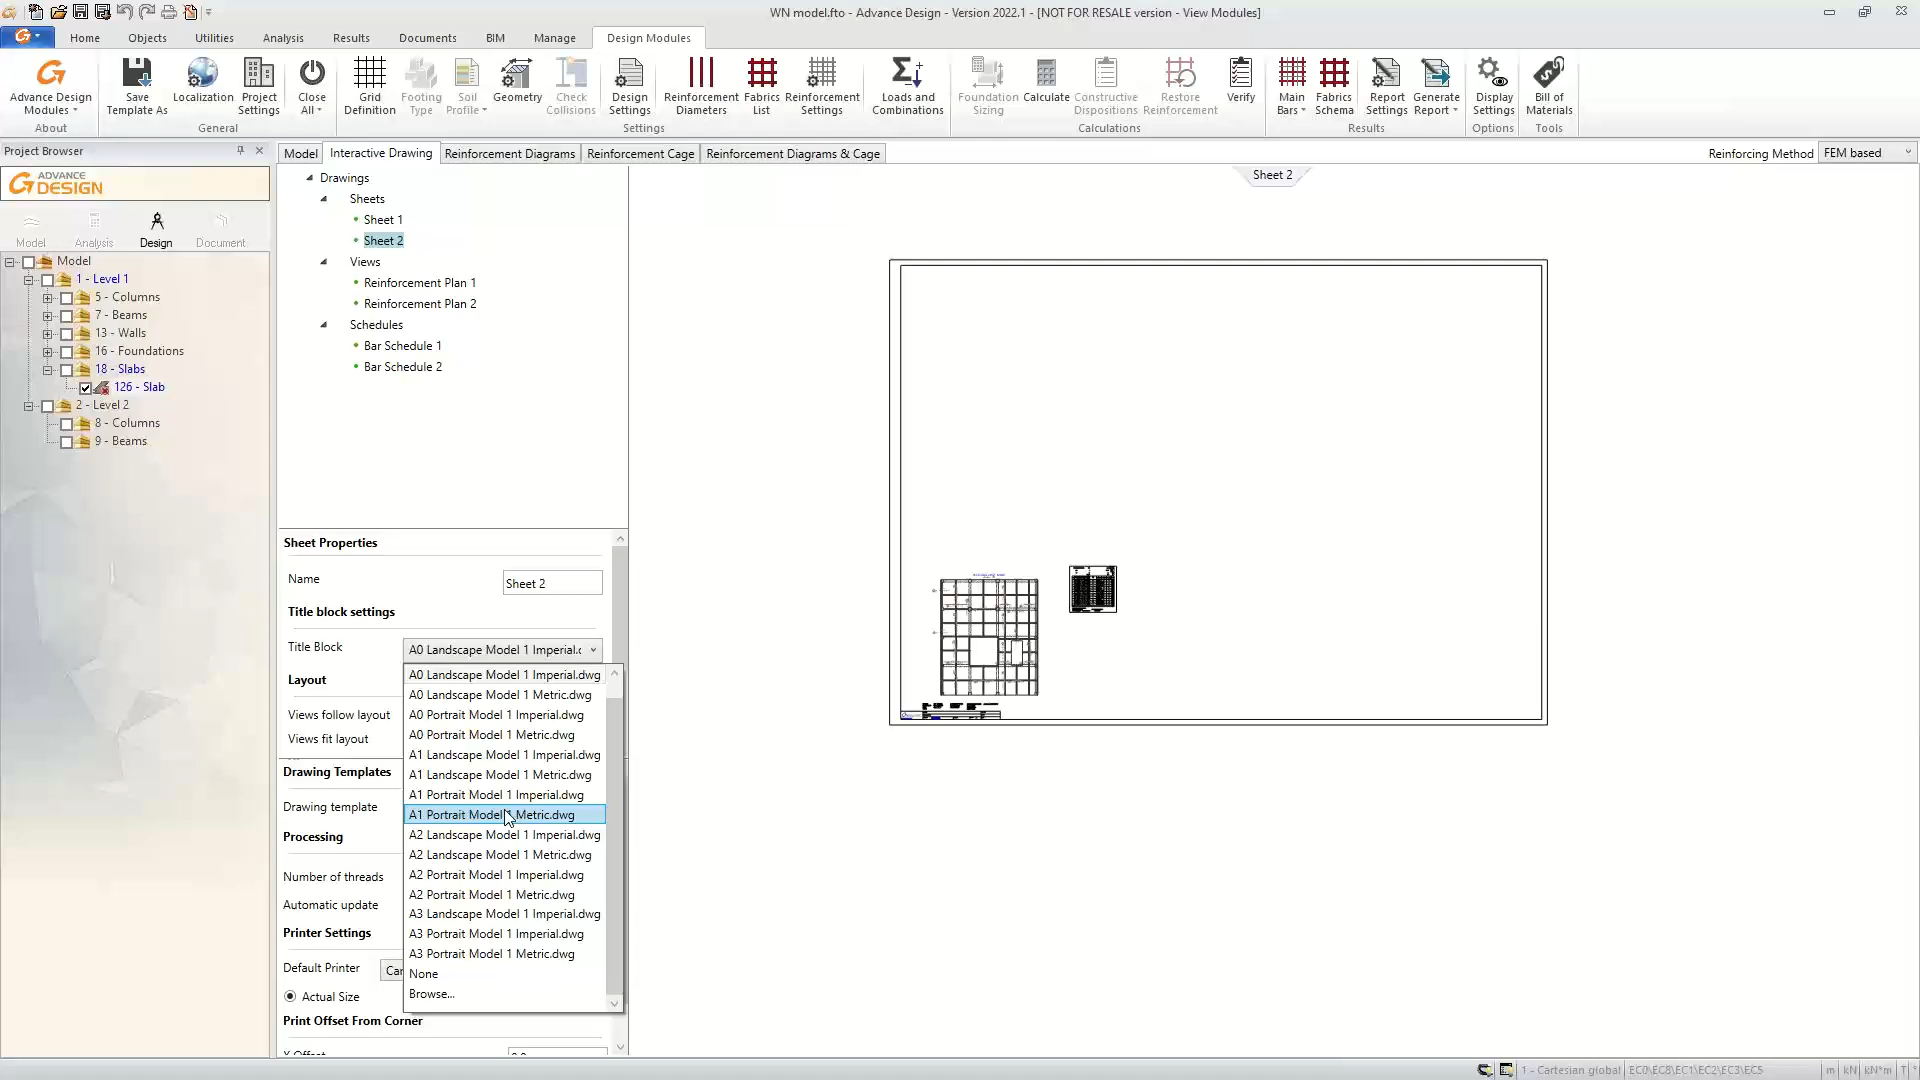 WN model.fto - Advance Design - Version 2022.1 - [NOT FOR RESALE version - View Modules]
Home Objects Utilities Analysis Results Documents BIM Manage Design Modules
Advance Design Modules
Save Template As
Localization
Project Settings
Close All
Grid Definition
Footing Type
Soil Profile
Geometry
Check Collisions
Design Settings
Reinforcement Diameters
Fabrics List
Reinforcement Settings
Loads and Combinations
Foundation Sizing
Calculate
Constructive Dispositions
Restore Reinforcement
Verify
Main Bars
Fabrics Schema
Report Settings
Generate Report
Display Settings
Bill of Materials
About General Settings Calculations Results Options Tools
Project Browser
Model Interactive Drawing Reinforcement Diagrams Reinforcement Cage Reinforcement Diagrams & Cage
Reinforcing Method FEM based
ADVANCE
DESIGN
Model Analysis Design Document
Model
1 - Level 1
5 - Columns
7 - Beams
13 - Walls
16 - Foundations
18 - Slabs
126 - Slab
2 - Level 2
8 - Columns
9 - Beams
Drawings
Sheets
Sheet 1
Sheet 2
Views
Reinforcement Plan 1
Reinforcement Plan 2
Schedules
Bar Schedule 1
Bar Schedule 2
Sheet 2
Sheet Properties
Name Sheet 2
Title block settings
Title Block A0 Landscape Model 1 Imperial.
Layout
Views follow layout
Views fit layout
Drawing Templates
Drawing template
Processing
Number of threads
Automatic update
Printer Settings
Default Printer Car
Actual Size
Print Offset From Corner
A0 Landscape Model 1 Imperial.dwg
A0 Landscape Model 1 Metric.dwg
A0 Portrait Model 1 Imperial.dwg
A0 Portrait Model 1 Metric.dwg
A1 Landscape Model 1 Imperial.dwg
A1 Landscape Model 1 Metric.dwg
A1 Portrait Model 1 Imperial.dwg
A1 Portrait Model 1 Metric.dwg
A2 Landscape Model 1 Imperial.dwg
A2 Landscape Model 1 Metric.dwg
A2 Portrait Model 1 Imperial.dwg
A2 Portrait Model 1 Metric.dwg
A3 Landscape Model 1 Imperial.dwg
A3 Portrait Model 1 Imperial.dwg
A3 Portrait Model 1 Metric.dwg
None
Browse...
1 - Cartesian global EC0\EC8\EC1\EC2\EC3\EC5 m kN kN*m T °